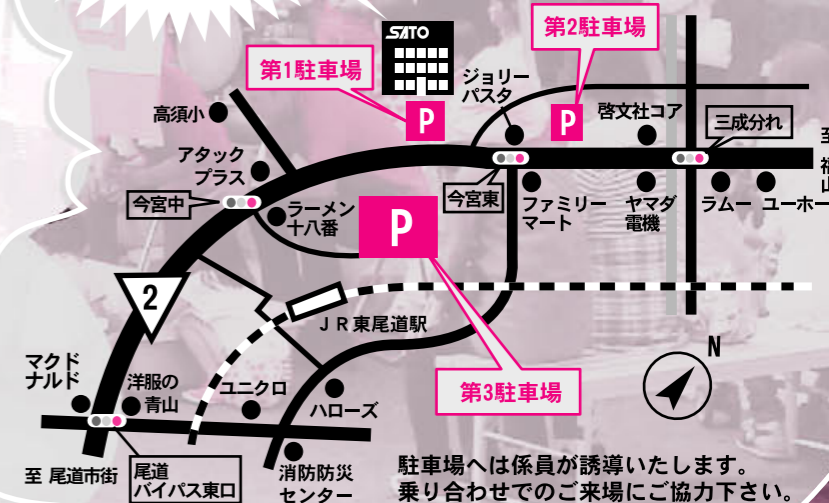 SATO
第1駐車場
第2駐車場
P
P
ジョリー
パスタ
啓文社コア
三成分れ
至
福
山
高須小
アタック
プラス
今宮中
ラーメン
十八番
P
今宮東
ファミリー
マート
ヤマダ
電機
ラムー
ユーホー
2
JR東尾道駅
第3駐車場
N
マクド
ナルド
洋服の
青山
ユニクロ
ハローズ
至 尾道市街
尾道
バイパス東口
消防防災
センター
駐車場へは係員が誘導いたします。
乗り合わせでのご来場にご協力下さい。